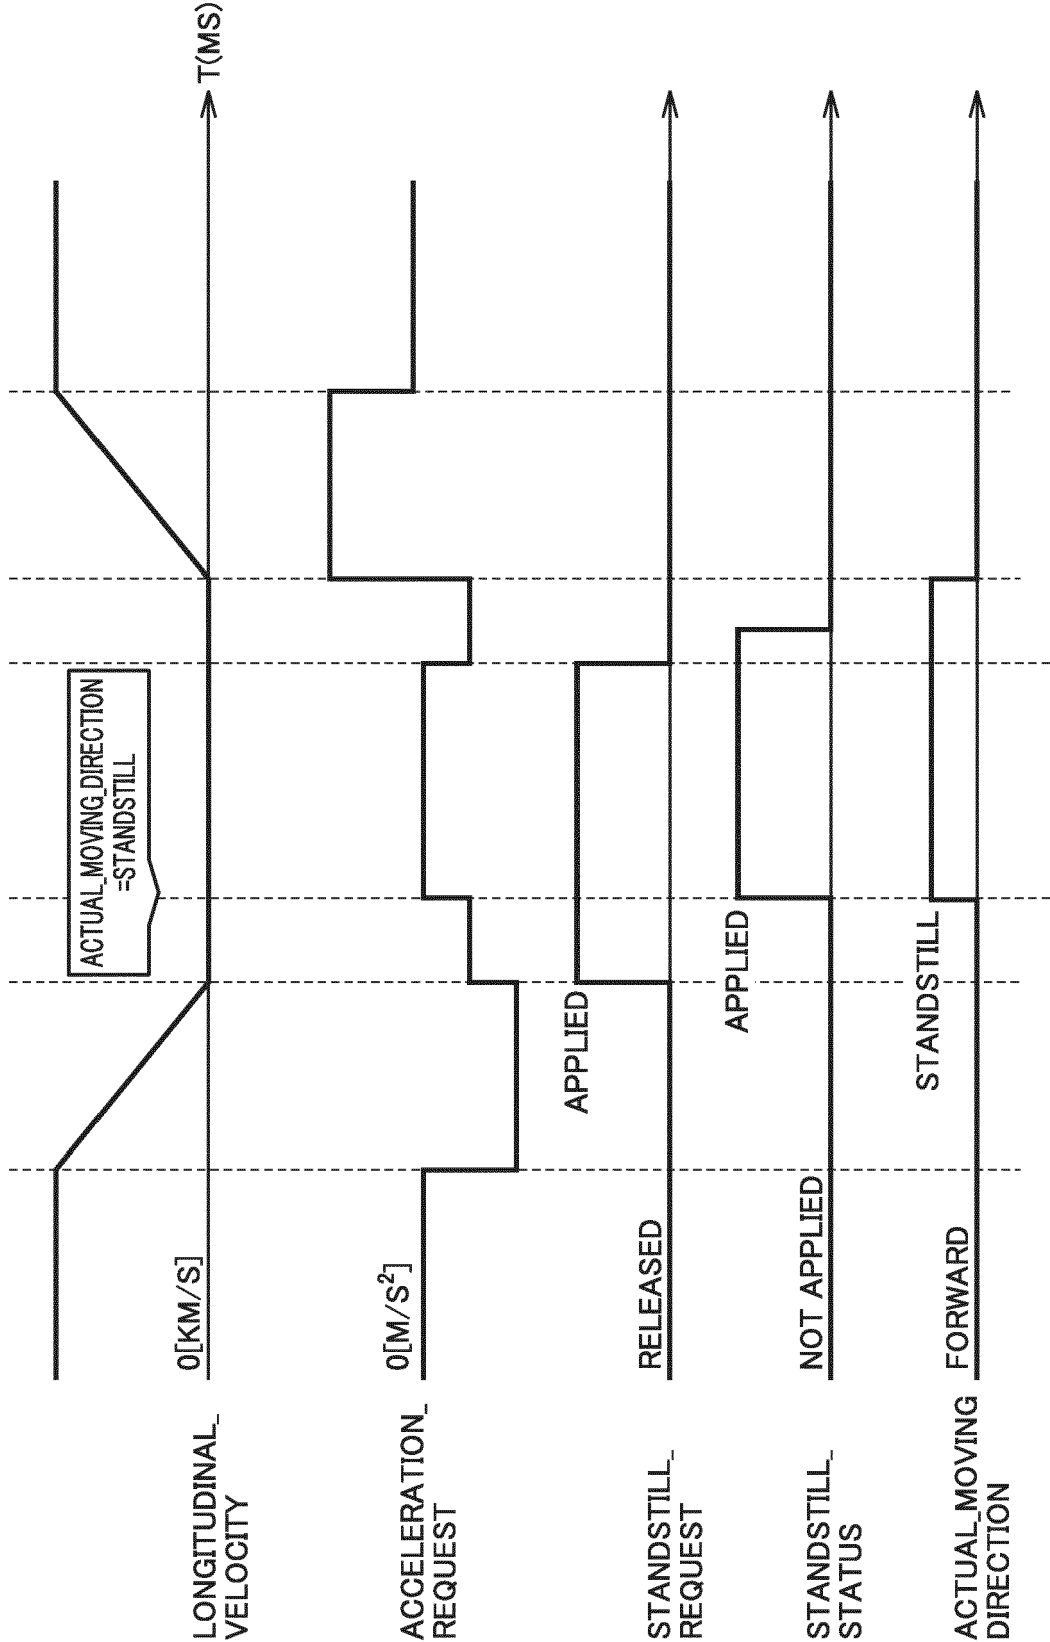 T(MS)
ACTUAL_MOVING_DIRECTION
=STANDSTILL
LONGITUDINAL_
VELOCITY
0[KM/S]
ACCELERATION_
REQUEST
0[M/S²]
STANDSTILL_
REQUEST
RELEASED
APPLIED
STANDSTILL_
STATUS
NOT APPLIED
APPLIED
ACTUAL_MOVING
DIRECTION
FORWARD
STANDSTILL